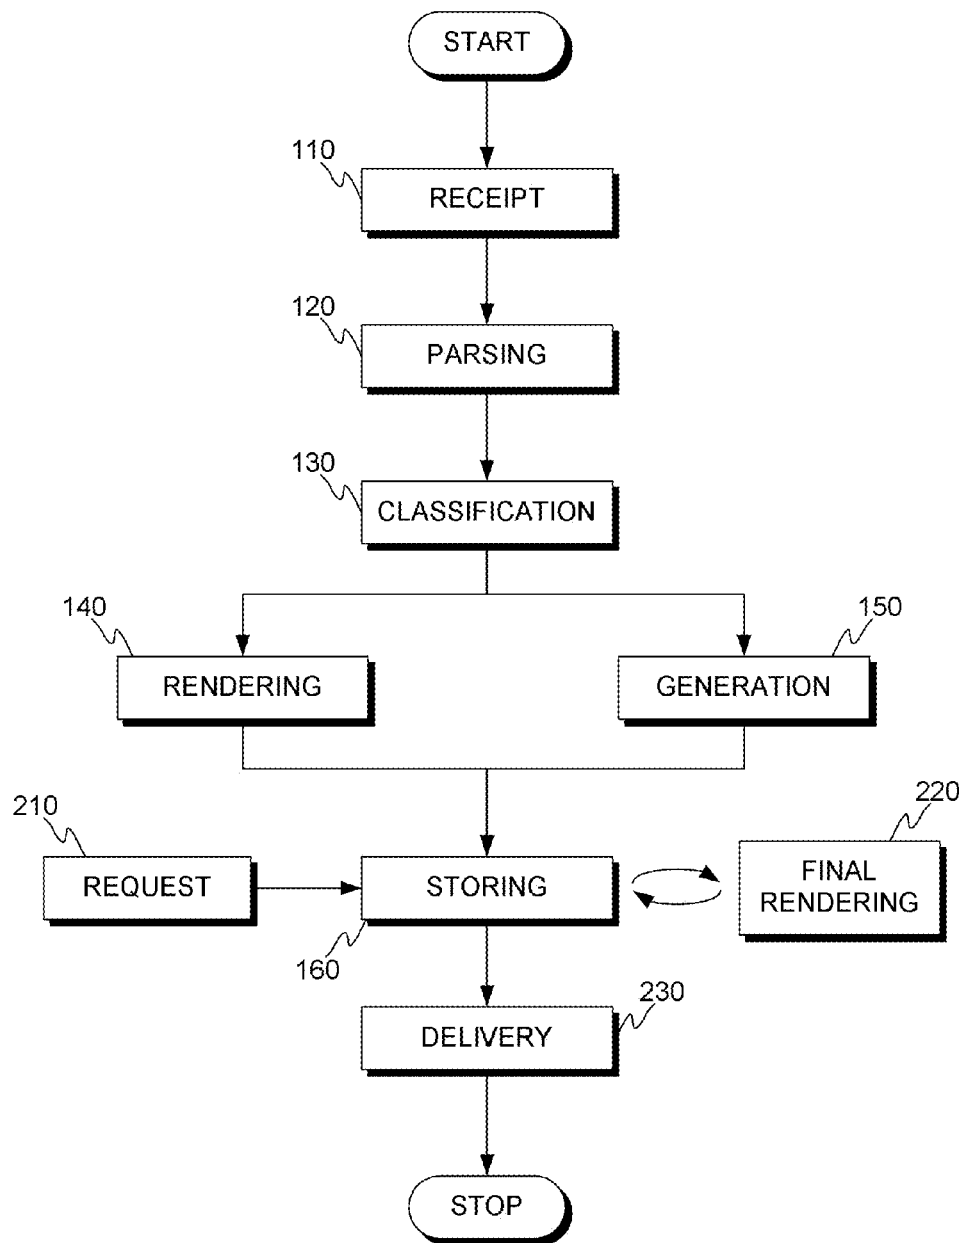 START
110
RECEIPT
120
PARSING
130
CLASSIFICATION
140
150
RENDERING
GENERATION
210
220
REQUEST
STORING
FINAL
RENDERING
160
230
DELIVERY
STOP